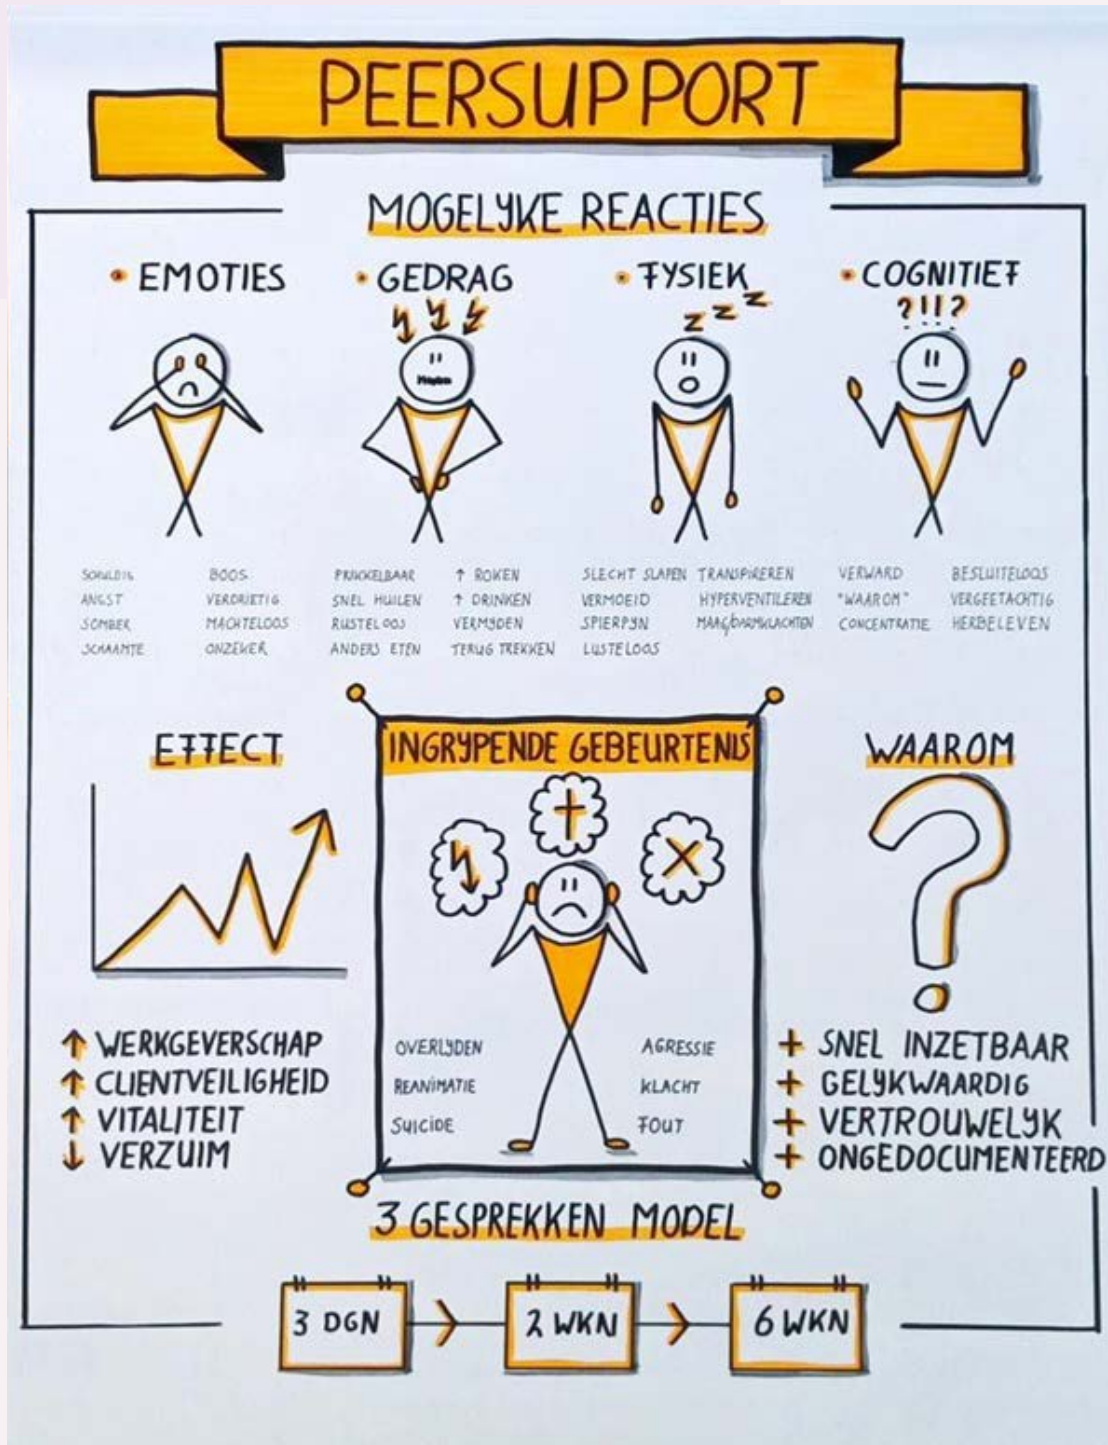 PEERSUPPORT
MOGELYKE REACTIES
• EMOTIES
• GEDRAG
• FYSIEK
• COGNITIEF
Z Z Z
?!!?
SCHULDIG BOOS
ANGST VERDRIETIG
SOMBER MACHTELOOS
SCHAAMTE ONZEKER
PRIKKELBAAR ↑ ROKEN
SNEL HUILEN ↑ DRINKEN
RUSTELOOS VERMYDEN
ANDERS ETEN TERUG TREKKEN
SLECHT SLAPEN TRANSPIREREN
VERMOEID HYPERVENTILEREN
SPIERPYN MAAG/DARMKLACHTEN
LUSTELOOS
VERWARD BESLUITELOOS
"WAAROM" VERGEETACHTIG
CONCENTRATIE HERBELEVEN
EFFECT
↑ WERKGEVERSCHAP
↑ CLIENTVEILIGHEID
↑ VITALITEIT
↓ VERZUIM
INGRYPENDE GEBEURTENIS
OVERLYDEN AGRESSIE
REANIMATIE KLACHT
SUICIDE FOUT
WAAROM
?
+ SNEL INZETBAAR
+ GELYKWAARDIG
+ VERTROUWELYK
+ ONGEDOCUMENTEERD
3 GESPREKKEN MODEL
3 DGN
2 WKN
6 WKN